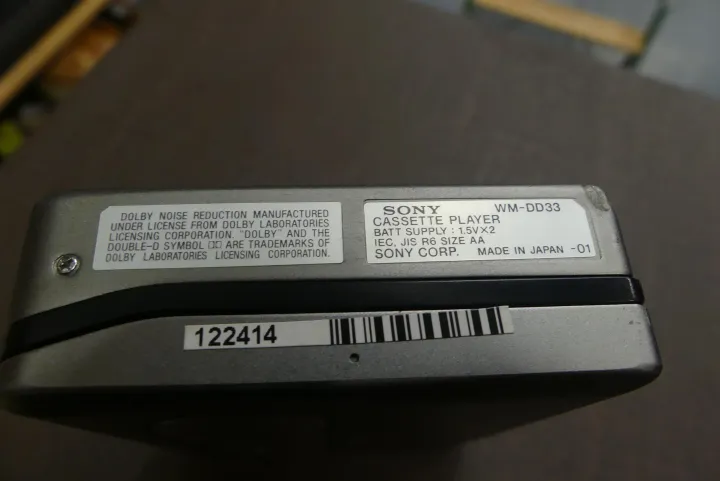 DOLBY NOISE REDUCTION MANUFACTURED
UNDER LICENSE FROM DOLBY LABORATORIES
LICENSING CORPORATION. "DOLBY" AND THE
DOUBLE-D SYMBOL ARE TRADEMARKS OF
DOLBY LABORATORIES LICENSING CORPORATION.
SONY WM-DD33
CASSETTE PLAYER
BATT SUPPLY : 1.5V×2
IEC, JIS R6 SIZE AA
SONY CORP. MADE IN JAPAN -01
122414